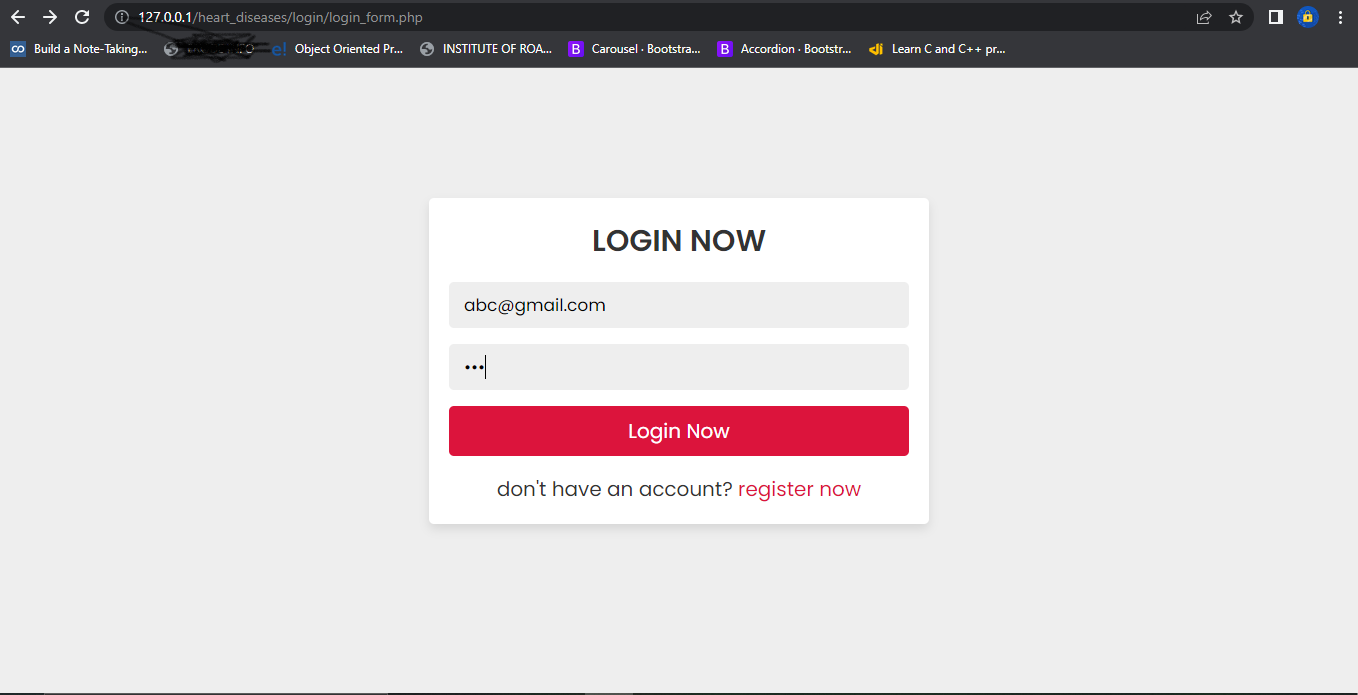 127.0.0.1/heart_diseases/login/login_form.php
Build a Note-Taking... Object Oriented Pr... INSTITUTE OF ROA... B Carousel · Bootstra... B Accordion · Bootstr... Learn C and C++ pr...
LOGIN NOW
abc@gmail.com
•••
Login Now
don't have an account? register now